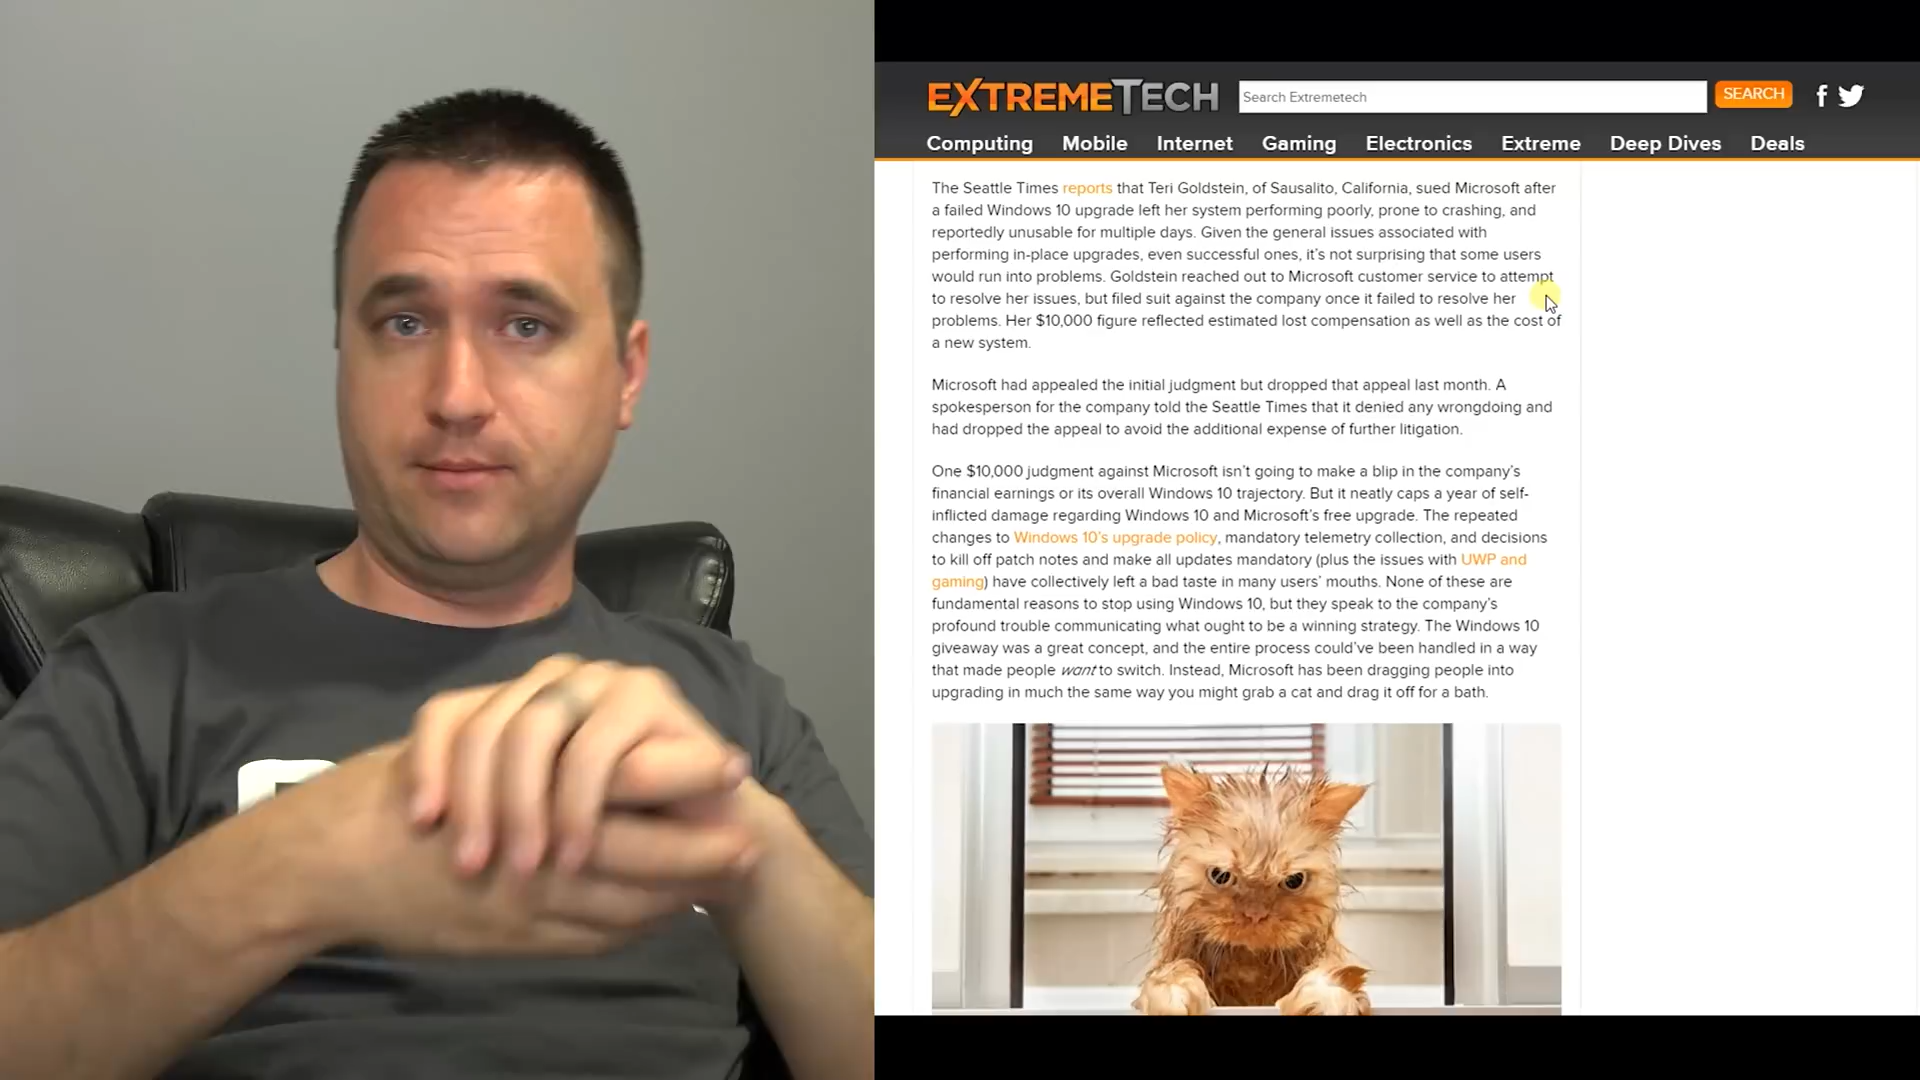 EXTREMETECH
Search Extremetech
SEARCH
Computing Mobile Internet Gaming Electronics Extreme Deep Dives Deals
The Seattle Times reports that Teri Goldstein, of Sausalito, California, sued Microsoft after
a failed Windows 10 upgrade left her system performing poorly, prone to crashing, and
reportedly unusable for multiple days. Given the general issues associated with
performing in-place upgrades, even successful ones, it’s not surprising that some users
would run into problems. Goldstein reached out to Microsoft customer service to attempt
to resolve her issues, but filed suit against the company once it failed to resolve her
problems. Her $10,000 figure reflected estimated lost compensation as well as the cost of
a new system.
Microsoft had appealed the initial judgment but dropped that appeal last month. A
spokesperson for the company told the Seattle Times that it denied any wrongdoing and
had dropped the appeal to avoid the additional expense of further litigation.
One $10,000 judgment against Microsoft isn’t going to make a blip in the company’s
financial earnings or its overall Windows 10 trajectory. But it neatly caps a year of self-
inflicted damage regarding Windows 10 and Microsoft’s free upgrade. The repeated
changes to Windows 10’s upgrade policy, mandatory telemetry collection, and decisions
to kill off patch notes and make all updates mandatory (plus the issues with UWP and
gaming) have collectively left a bad taste in many users’ mouths. None of these are
fundamental reasons to stop using Windows 10, but they speak to the company’s
profound trouble communicating what ought to be a winning strategy. The Windows 10
giveaway was a great concept, and the entire process could’ve been handled in a way
that made people want to switch. Instead, Microsoft has been dragging people into
upgrading in much the same way you might grab a cat and drag it off for a bath.